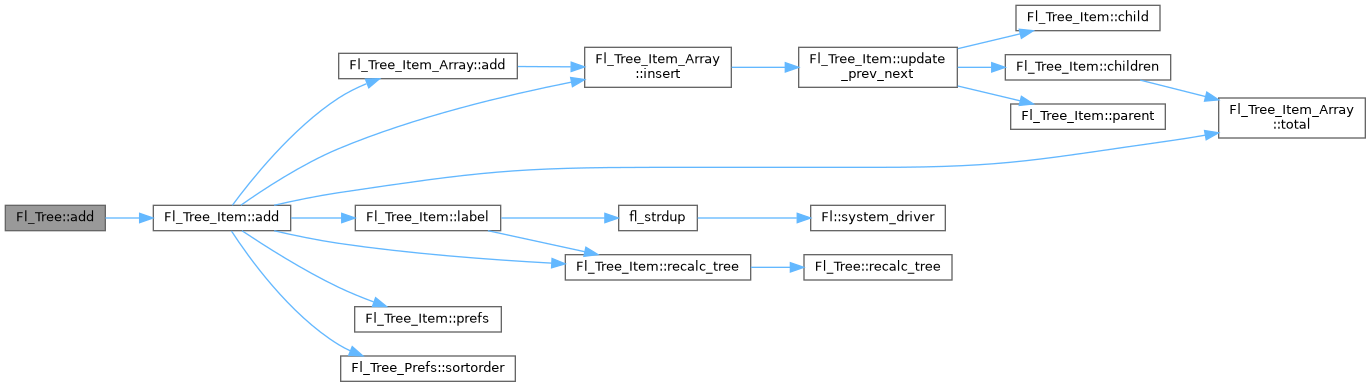 Fl_Tree_Item::child
Fl_Tree_Item_Array::add
Fl_Tree_Item_Array
::insert
Fl_Tree_Item::update
_prev_next
Fl_Tree_Item::children
Fl_Tree_Item::parent
Fl_Tree_Item_Array
::total
Fl_Tree::add
Fl_Tree_Item::add
Fl_Tree_Item::label
fl_strdup
Fl::system_driver
Fl_Tree_Item::recalc_tree
Fl_Tree::recalc_tree
Fl_Tree_Item::prefs
Fl_Tree_Prefs::sortorder